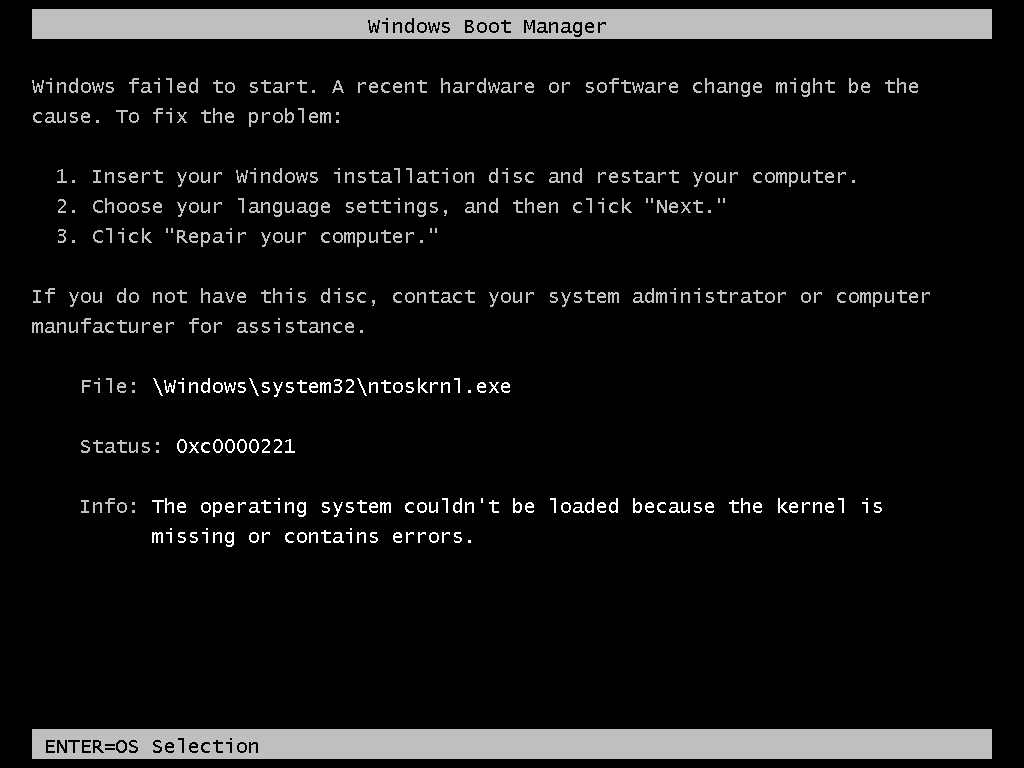 Windows Boot Manager
Windows failed to start. A recent hardware or software change might be the
cause. To fix the problem:
1. Insert your Windows installation disc and restart your computer.
2. Choose your language settings, and then click "Next."
3. Click "Repair your computer."
If you do not have this disc, contact your system administrator or computer
manufacturer for assistance.
File: \Windows\system32\ntoskrnl.exe
Status: 0xc0000221
Info: The operating system couldn't be loaded because the kernel is
missing or contains errors.
ENTER=OS Selection